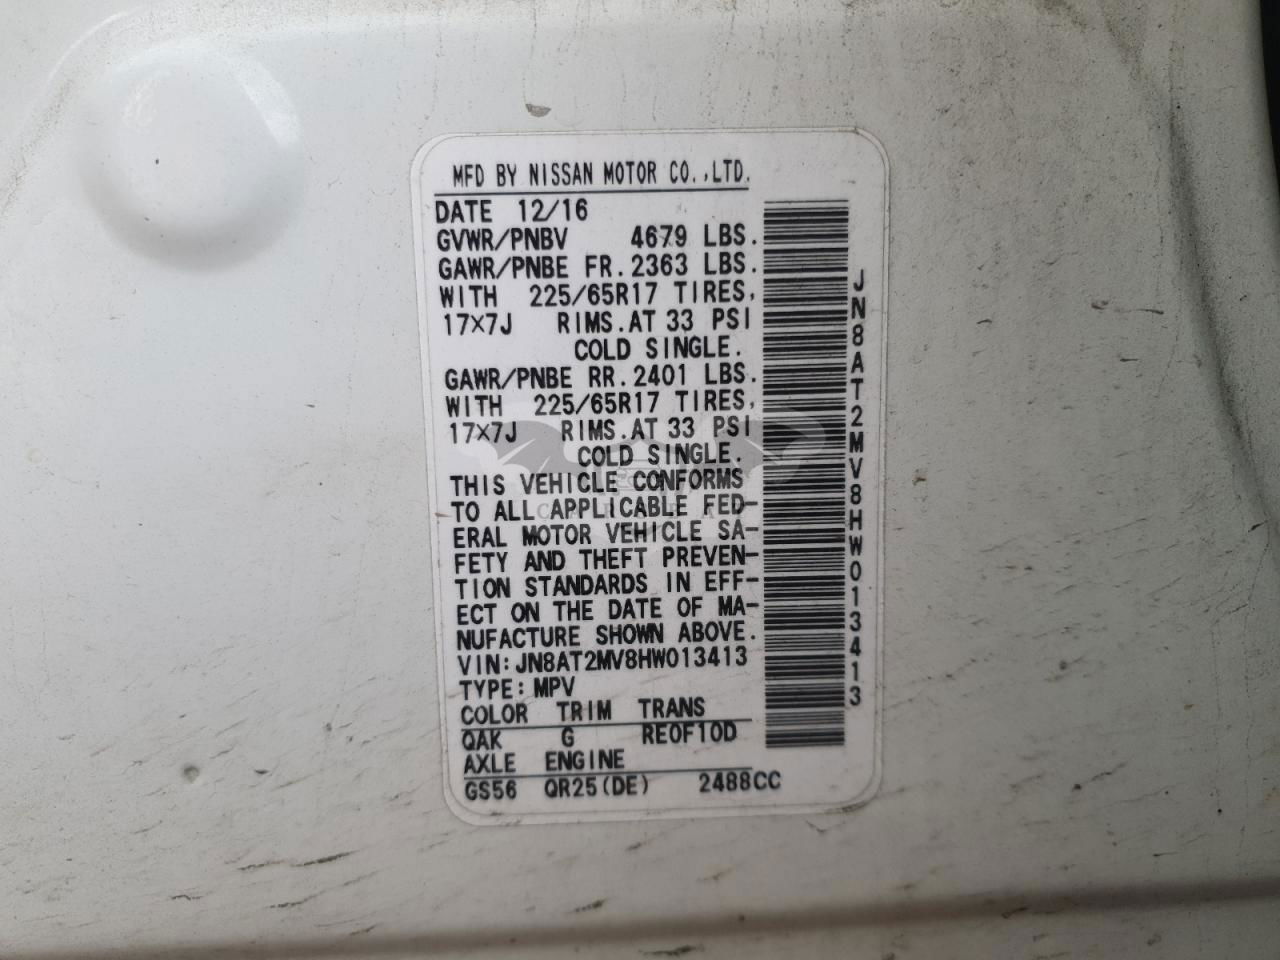 MFD BY NISSAN MOTOR CO.,LTD.
DATE 12/16
GVWR/PNBV 4679 LBS.
GAWR/PNBE FR. 2363 LBS.
WITH 225/65R17 TIRES,
17X7J RIMS. AT 33 PSI
COLD SINGLE.
GAWR/PNBE RR. 2401 LBS.
WITH 225/65R17 TIRES,
17X7J RIMS. AT 33 PSI
COLD SINGLE.
THIS VEHICLE CONFORMS
TO ALL APPLICABLE FED-
ERAL MOTOR VEHICLE SA-
FETY AND THEFT PREVEN-
TION STANDARDS IN EFF-
ECT ON THE DATE OF MA-
NUFACTURE SHOWN ABOVE.
VIN: JN8AT2MV8HW013413
TYPE: MPV
COLOR TRIM TRANS
QAK G RE0F10D
AXLE ENGINE
GS56 QR25(DE) 2488CC
JN8AT2MV8HW013413